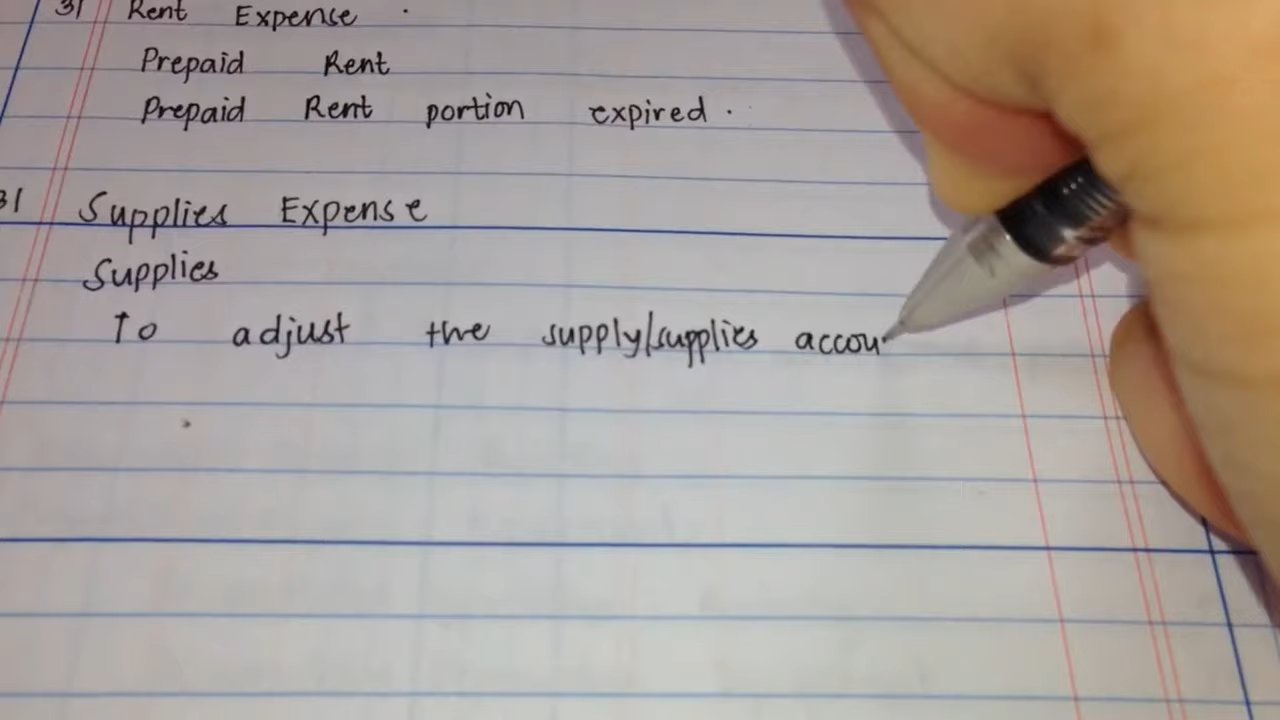 31 Rent Expense .
Prepaid Rent
Prepaid Rent portion expired .
31 Supplies Expense
Supplies
To adjust the supply/supplies accou